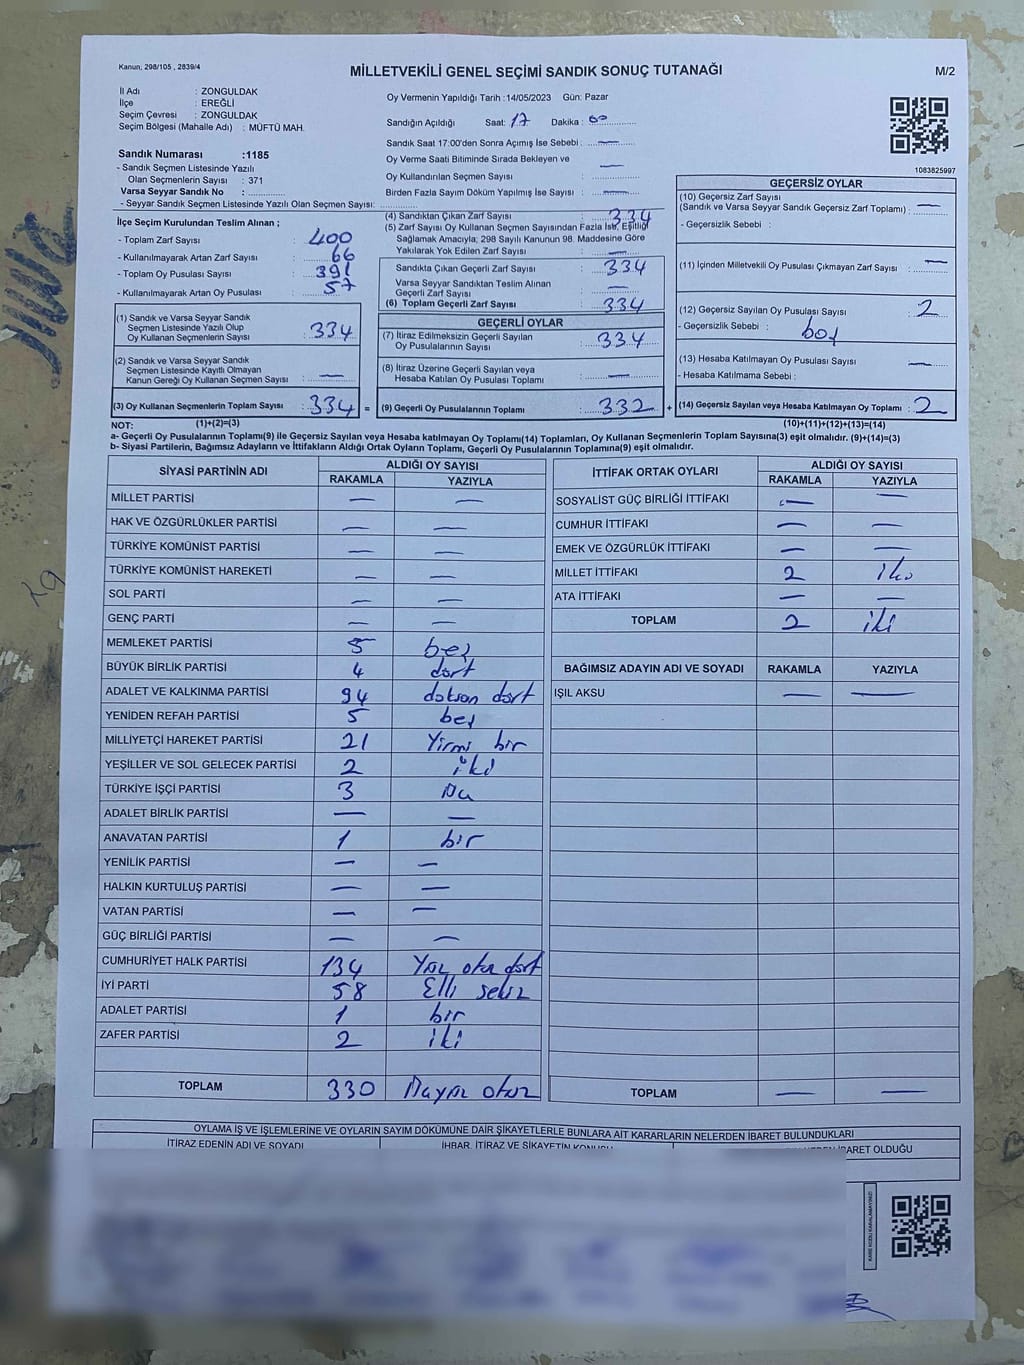 Kanun; 298/105 , 2839/4
MİLLETVEKİLİ GENEL SEÇİMİ SANDIK SONUÇ TUTANAĞI
M/2
İl Adı : ZONGULDAK
İlçe : EREĞLİ
Seçim Çevresi : ZONGULDAK
Seçim Bölgesi (Mahalle Adı) : MÜFTÜ MAH.
Sandık Numarası :1185
- Sandık Seçmen Listesinde Yazılı
Olan Seçmenlerin Sayısı : 371
Varsa Seyyar Sandık No : ..............
- Seyyar Sandık Seçmen Listesinde Yazılı Olan Seçmen Sayısı: ..............
Oy Vermenin Yapıldığı Tarih :14/05/2023 Gün: Pazar
Sandığın Açıldığı Saat: 17 Dakika : 00
Sandık Saat 17:00'den Sonra Açımış İse Sebebi : —
Oy Verme Saati Bitiminde Sırada Bekleyen ve
Oy Kullandırılan Seçmen Sayısı —
Birden Fazla Sayım Döküm Yapılmış İse Sayısı : —
1083825997
İlçe Seçim Kurulundan Teslim Alınan ;
- Toplam Zarf Sayısı : 400
- Kullanılmayarak Artan Zarf Sayısı : 66
- Toplam Oy Pusulası Sayısı : 391
- Kullanılmayarak Artan Oy Pusulası : 57
(1) Sandık ve Varsa Seyyar Sandık
Seçmen Listesinde Yazılı Olup
Oy Kullanan Seçmen Sayısı : 334
(2) Sandık ve Varsa Seyyar Sandık
Seçmen Listesinde Kayıtlı Olmayan
Kanun Gereği Oy Kullanan Seçmen Sayısı : —
(3) Oy Kullanan Seçmenlerin Toplam Sayısı : 334 =
(1)+(2)=(3)
(4) Sandıktan Çıkan Zarf Sayısı : 334
(5) Zarf Sayısı Oy Kullanan Seçmen Sayısından Fazla İse, Eşitliği
Sağlamak Amacıyla; 298 Sayılı Kanunun 98. Maddesine Göre
Yakılarak Yok Edilen Zarf Sayısı : —
Sandıkta Çıkan Geçerli Zarf Sayısı : 334
Varsa Seyyar Sandıktan Teslim Alınan
Geçerli Zarf Sayısı : —
(6) Toplam Geçerli Zarf Sayısı : 334
GEÇERLİ OYLAR
(7) İtiraz Edilmeksizin Geçerli Sayılan
Oy Pusulalarının Sayısı : 334
(8) İtiraz Üzerine Geçerli Sayılan veya
Hesaba Katılan Oy Pusulası Toplamı : —
(9) Geçerli Oy Pusulalarının Toplamı : 332 +
GEÇERSİZ OYLAR
(10) Geçersiz Zarf Sayısı
(Sandık ve Varsa Seyyar Sandık Geçersiz Zarf Toplamı) : —
- Geçersizlik Sebebi :
(11) İçinden Milletvekili Oy Pusulası Çıkmayan Zarf Sayısı : —
(12) Geçersiz Sayılan Oy Pusulası Sayısı : 2
- Geçersizlik Sebebi : boş
(13) Hesaba Katılmayan Oy Pusulası Sayısı : —
- Hesaba Katılmama Sebebi :
(14) Geçersiz Sayılan veya Hesaba Katılmayan Oy Toplamı : 2
(10)+(11)+(12)+(13)=(14)
NOT:
a- Geçerli Oy Pusulalarının Toplamı(9) ile Geçersiz Sayılan veya Hesaba katılmayan Oy Toplamı(14) Toplamları, Oy Kullanan Seçmenlerin Toplam Sayısına(3) eşit olmalıdır. (9)+(14)=(3)
b- Siyasi Partilerin, Bağımsız Adayların ve İttifakların Aldığı Ortak Oyların Toplamı, Geçerli Oy Pusulalarının Toplamına(9) eşit olmalıdır.
SİYASİ PARTİNİN ADI ALDIĞI OY SAYISI
RAKAMLA YAZIYLA
MİLLET PARTİSİ — —
HAK VE ÖZGÜRLÜKLER PARTİSİ — —
TÜRKİYE KOMÜNİST PARTİSİ — —
TÜRKİYE KOMÜNİST HAREKETİ — —
SOL PARTİ — —
GENÇ PARTİ — —
MEMLEKET PARTİSİ 5 beş
BÜYÜK BİRLİK PARTİSİ 4 dört
ADALET VE KALKINMA PARTİSİ 94 doksan dört
YENİDEN REFAH PARTİSİ 5 beş
MİLLİYETÇİ HAREKET PARTİSİ 21 Yirmi bir
YEŞİLLER VE SOL GELECEK PARTİSİ 2 iki
TÜRKİYE İŞÇİ PARTİSİ 3 Üç
ADALET BİRLİK PARTİSİ — —
ANAVATAN PARTİSİ 1 bir
YENİLİK PARTİSİ — —
HALKIN KURTULUŞ PARTİSİ — —
VATAN PARTİSİ — —
GÜÇ BİRLİĞİ PARTİSİ — —
CUMHURİYET HALK PARTİSİ 134 Yüz otuz dört
İYİ PARTİ 58 Elli sekiz
ADALET PARTİSİ 1 bir
ZAFER PARTİSİ 2 iki
TOPLAM 330 Üçyüz otuz
İTTİFAK ORTAK OYLARI ALDIĞI OY SAYISI
RAKAMLA YAZIYLA
SOSYALİST GÜÇ BİRLİĞİ İTTİFAKI — —
CUMHUR İTTİFAKI — —
EMEK VE ÖZGÜRLÜK İTTİFAKI — —
MİLLET İTTİFAKI 2 iki
ATA İTTİFAKI — —
TOPLAM 2 iki
BAĞIMSIZ ADAYIN ADI VE SOYADI RAKAMLA YAZIYLA
IŞIL AKSU — —
TOPLAM — —
OYLAMA İŞ VE İŞLEMLERİNE VE OYLARIN SAYIM DÖKÜMÜNE DAİR ŞİKAYETLERLE BUNLARA AİT KARARLARIN NELERDEN İBARET BULUNDUKLARI
İTİRAZ EDENİN ADI VE SOYADI İHBAR, İTİRAZ VE ŞİKAYETİN KONUSU İBARET OLDUĞU